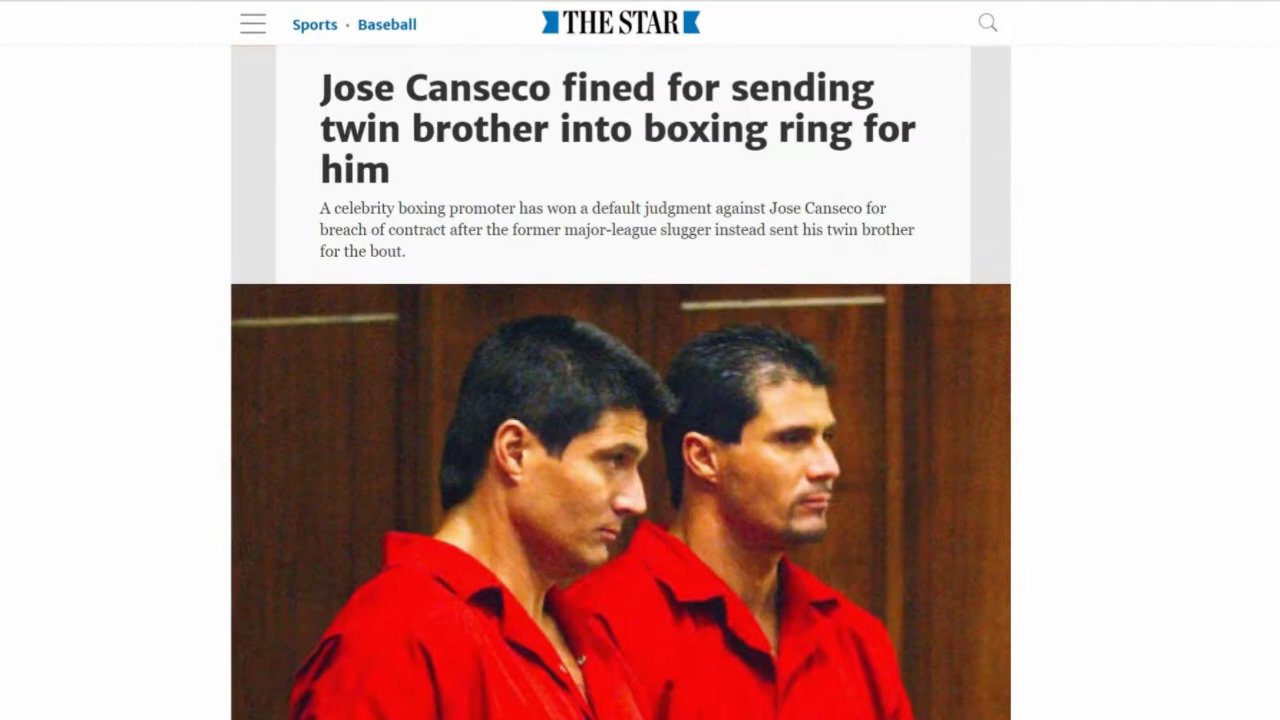 Sports · Baseball
THE STAR
Jose Canseco fined for sending
twin brother into boxing ring for
him
A celebrity boxing promoter has won a default judgment against Jose Canseco for
breach of contract after the former major-league slugger instead sent his twin brother
for the bout.